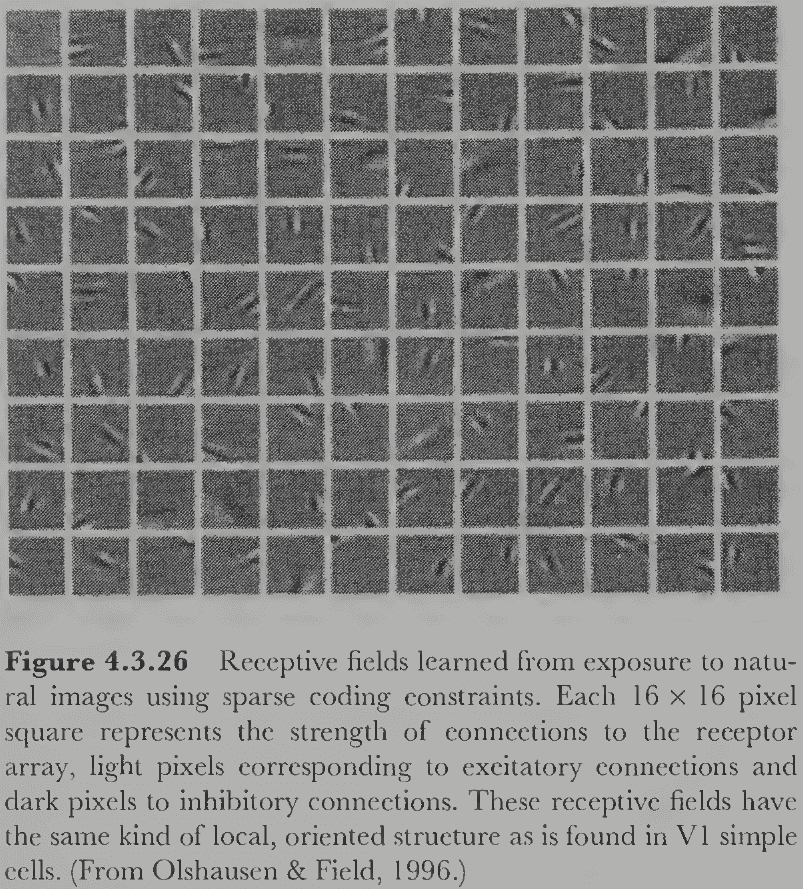 Figure 4.3.26 Receptive fields learned from exposure to natu-
ral images using sparse coding constraints. Each 16 × 16 pixel
square represents the strength of connections to the receptor
array, light pixels corresponding to excitatory connections and
dark pixels to inhibitory connections. These receptive fields have
the same kind of local, oriented structure as is found in V1 simple
cells. (From Olshausen & Field, 1996.)